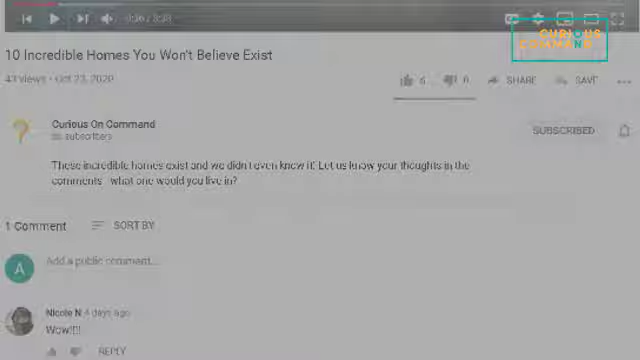 CURIOUS
COMMAND
10 Incredible Homes You Won't Believe Exist
43 views • Oct 23, 2020
6 0 SHARE SAVE
Curious On Command
subscribers
SUBSCRIBED
These incredible homes exist and we didn't even know it! Let us know your thoughts in the
comments - what one would you live in?
1 Comment SORT BY
A
Add a public comment...
Nicole N 4 days ago
Wow!!!!
REPLY